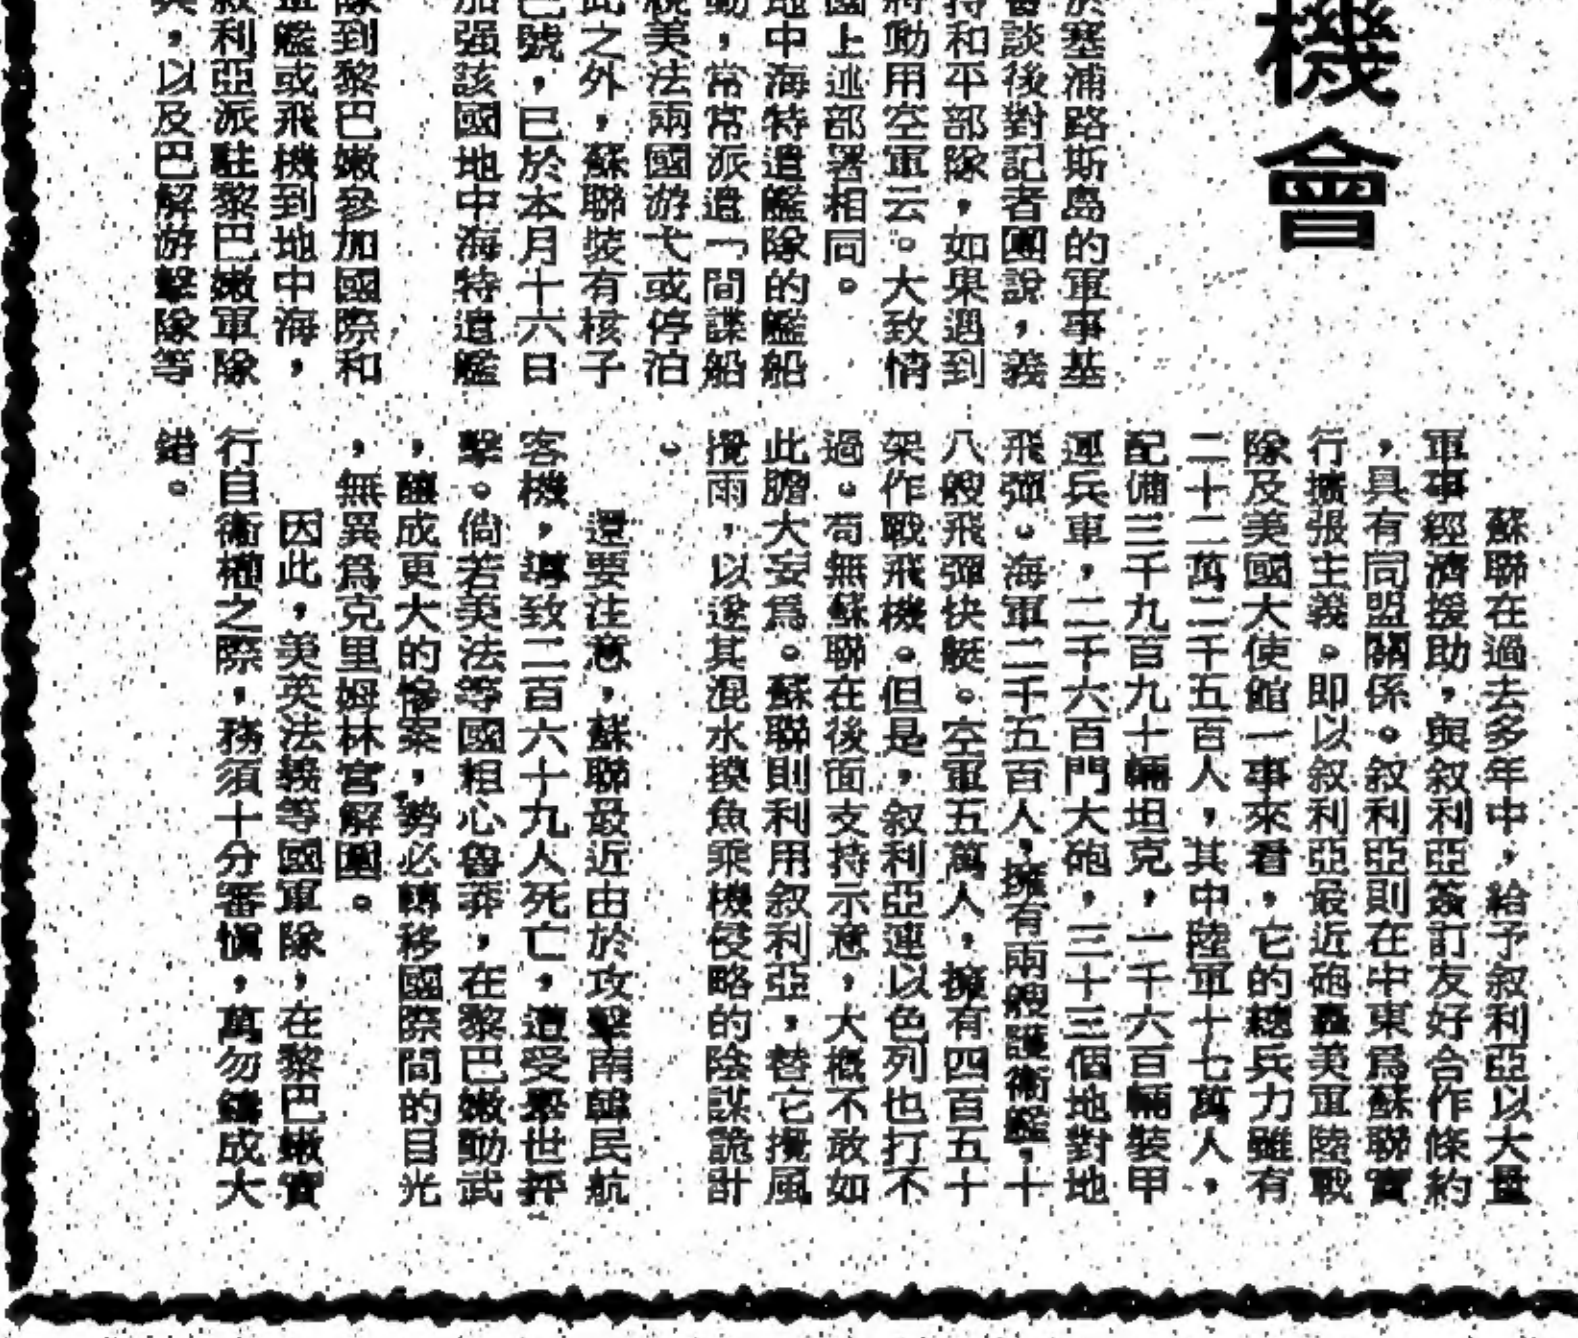 機會
於塞浦路斯島的軍事基
談後對記者團說，義
持和平部隊，如果遇到
將動用空軍云。大致情
國上述部署相同。
地中海特遣艦隊的艦船
動，常常派遣「間諜船
視美法兩國游弋或停泊
此之外，蘇聯裝有核子
巴號，已於本月十六日
加强該國地中海特遣艦
隊到黎巴嫩參加國際和
艦或飛機到地中海，
敘利亞派駐黎巴嫩軍隊
，以及巴解游擊隊等
蘇聯在過去多年中，給予敘利亞以大量
軍事經濟援助，與敘利亞簽訂友好合作條約
，具有同盟關係。敘利亞則在中東爲蘇聯實
行擴張主義。即以敘利亞最近砲轟美軍陸戰
隊及美國大使館一事來看，它的總兵力雖有
二十二萬二千五百人，其中陸軍十七萬人，
配備三千九百九十輛坦克，一千六百輛裝甲
運兵車，二千六百門大砲，三十三個地對地
飛彈。海軍二千五百人，擁有兩艘護衛艦，十
八艘飛彈快艇。空軍五萬人，擁有四百五十
架作戰飛機。但是，敘利亞連以色列也打不
過。苟無蘇聯在後面支持示意，大概不敢如
此膽大妄爲。蘇聯則利用敘利亞，替它攪風
攪雨，以逞其混水摸魚乘機侵略的陰謀詭計
。
還要注意，蘇聯最近由於攻擊南韓民航
客機，導致二百六十九人死亡，遭受舉世抨
擊。倘若美法等國粗心魯莽，在黎巴嫩動武
，釀成更大的慘案，勢必轉移國際間的目光
，無異爲克里姆林宮解圍。
因此，美英法義等國軍隊，在黎巴嫩實
行自衛權之際，務須十分審愼，萬勿鑄成大
錯。